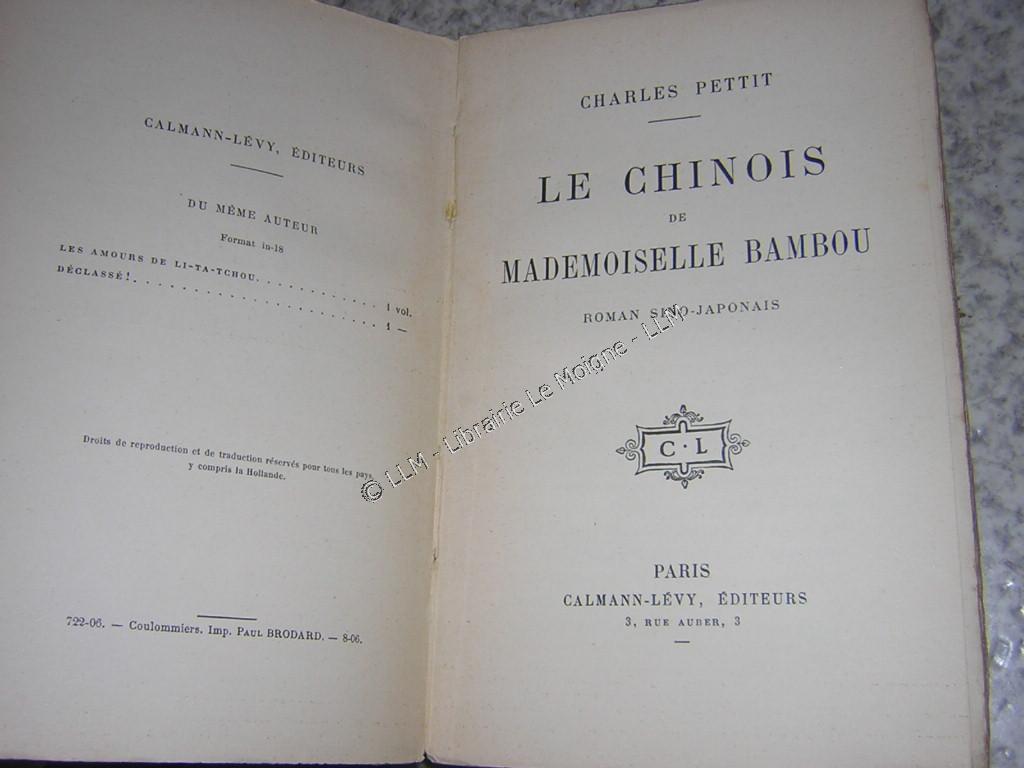 CALMANN-LÉVY, ÉDITEURS
DU MÊME AUTEUR
Format in-18
LES AMOURS DE LI-TA-TCHOU. . . . . . . . . . . . 1 vol.
DÉCLASSÉ!. . . . . . . . . . . . . . . . . . . . 1 —
Droits de reproduction et de traduction réservés pour tous les pays,
y compris la Hollande.
722-06. — Coulommiers. Imp. PAUL BRODARD. — 8-06.
CHARLES PETTIT
LE CHINOIS
DE
MADEMOISELLE BAMBOU
ROMAN SINO-JAPONAIS
C·L
PARIS
CALMANN-LÉVY, ÉDITEURS
3, RUE AUBER, 3
© LLM - Librairie Le Moigne - LLM